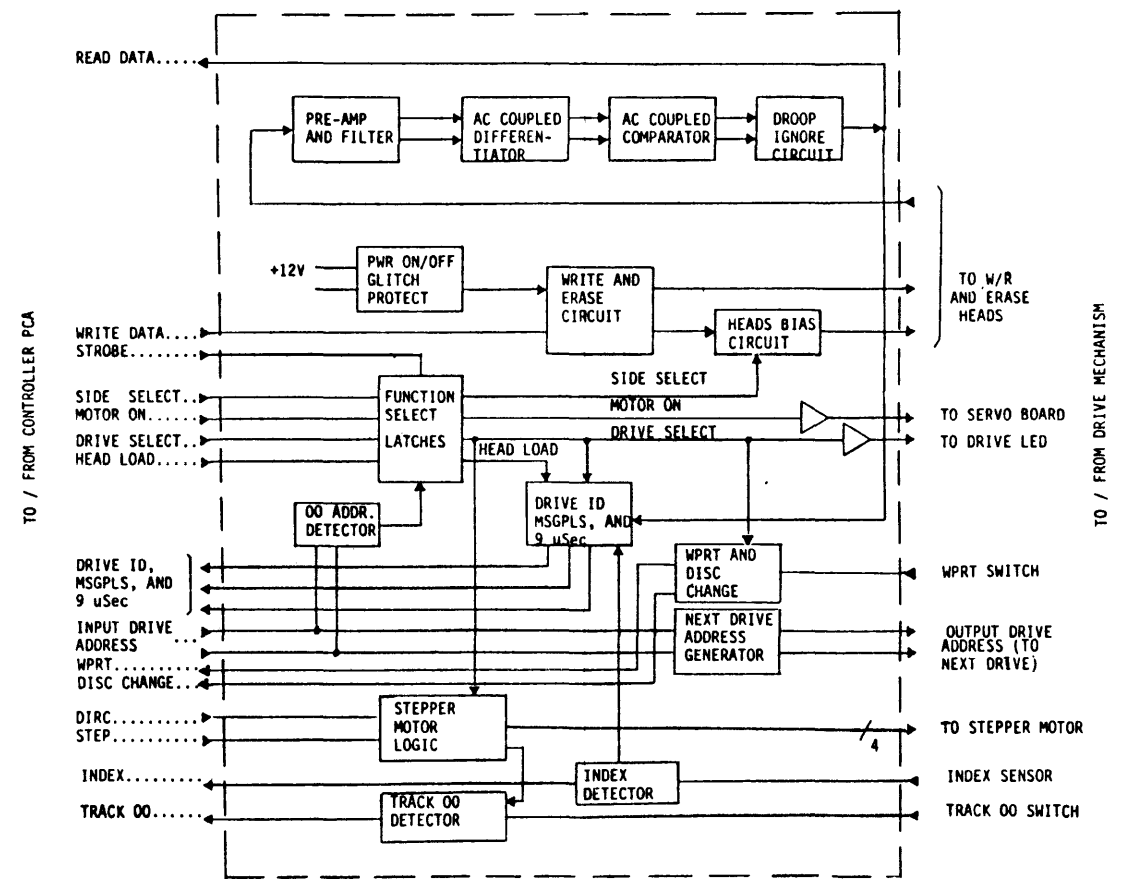 READ DATA.....
PRE-AMP
AND FILTER
AC COUPLED
DIFFEREN-
TIATOR
AC COUPLED
COMPARATOR
DROOP
IGNORE
CIRCUIT
+12V
PWR ON/OFF
GLITCH
PROTECT
WRITE AND
ERASE
CIRCUIT
HEADS BIAS
CIRCUIT
TO W/R
AND ERASE
HEADS
TO / FROM CONTROLLER PCA
TO / FROM DRIVE MECHANISM
WRITE DATA....
STROBE........
SIDE SELECT..
MOTOR ON......
DRIVE SELECT..
HEAD LOAD.....
FUNCTION
SELECT
LATCHES
SIDE SELECT
MOTOR ON
DRIVE SELECT
HEAD LOAD
TO SERVO BOARD
TO DRIVE LED
OO ADDR.
DETECTOR
DRIVE ID
MSGPLS, AND
9 uSec
WPRT AND
DISC
CHANGE
WPRT SWITCH
DRIVE ID,
MSGPLS, AND
9 uSec
INPUT DRIVE
ADDRESS ...
NEXT DRIVE
ADDRESS
GENERATOR
OUTPUT DRIVE
ADDRESS (TO
NEXT DRIVE)
WPRT..........
DISC CHANGE...
DIRC..........
STEP..........
STEPPER
MOTOR
LOGIC
4
TO STEPPER MOTOR
INDEX.........
INDEX
DETECTOR
INDEX SENSOR
TRACK OO......
TRACK OO
DETECTOR
TRACK OO SWITCH